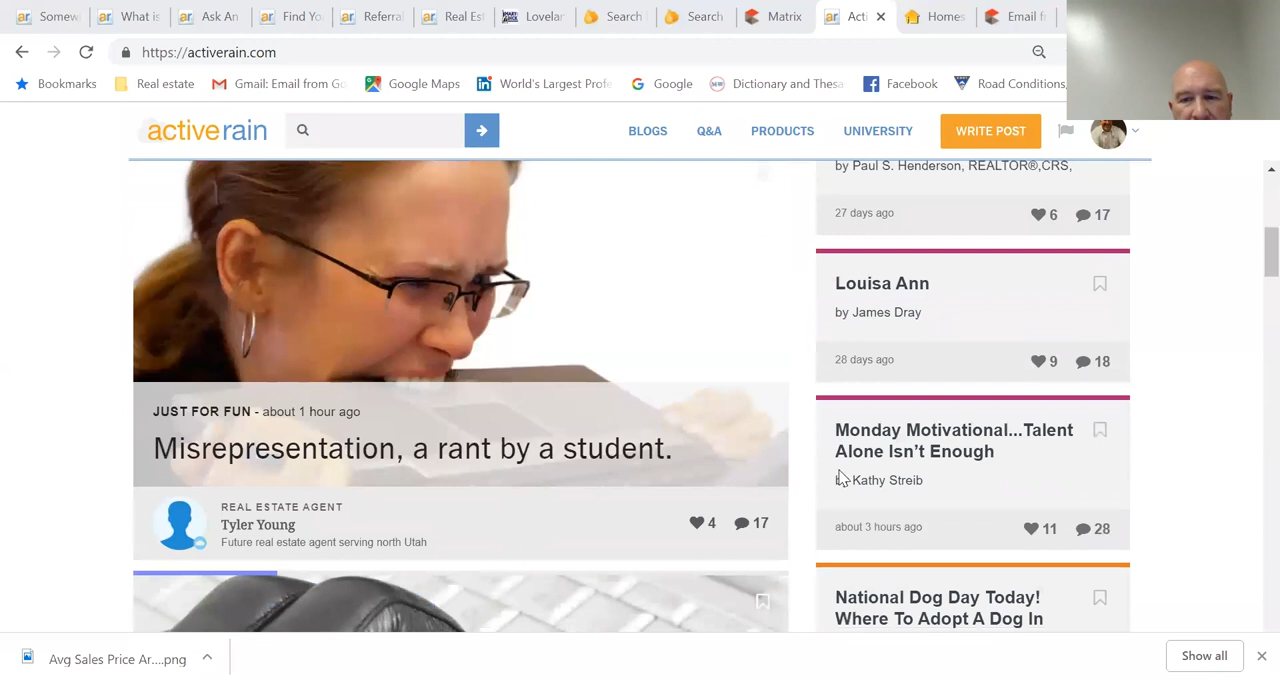 Somew
What is
Ask An
Find Yo
Referra
Real Est
Lovelar
Search
Search
Matrix
Acti
Homes
Email f
https://activerain.com
Bookmarks
Real estate
Gmail: Email from Go
Google Maps
World's Largest Profe
Google
Dictionary and Thesa
Facebook
Road Conditions,
activerain
BLOGS
Q&A
PRODUCTS
UNIVERSITY
WRITE POST
by Paul S. Henderson, REALTOR®,CRS,
27 days ago
6
17
Louisa Ann
by James Dray
28 days ago
9
18
Monday Motivational...Talent
Alone Isn't Enough
Kathy Streib
about 3 hours ago
11
28
National Dog Day Today!
Where To Adopt A Dog In
JUST FOR FUN - about 1 hour ago
Misrepresentation, a rant by a student.
REAL ESTATE AGENT
Tyler Young
Future real estate agent serving north Utah
4
17
Avg Sales Price Ar....png
Show all